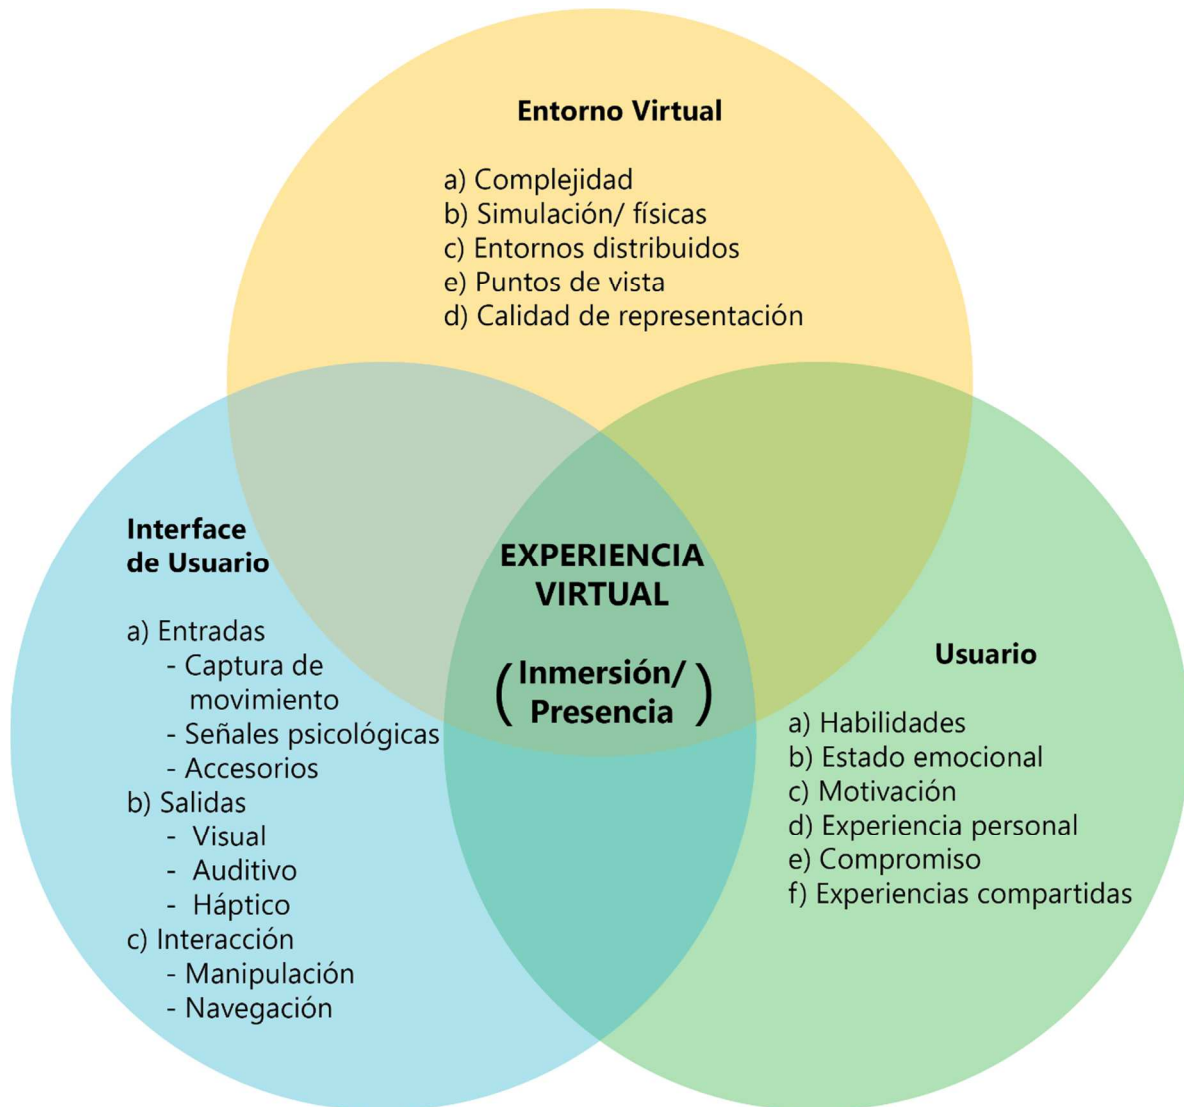 Entorno Virtual
a) Complejidad
b) Simulación/ físicas
c) Entornos distribuidos
e) Puntos de vista
d) Calidad de representación
Interface
de Usuario
a) Entradas
- Captura de
movimiento
- Señales psicológicas
- Accesorios
b) Salidas
- Visual
- Auditivo
- Háptico
c) Interacción
- Manipulación
- Navegación
EXPERIENCIA
VIRTUAL
(Inmersión/
Presencia)
Usuario
a) Habilidades
b) Estado emocional
c) Motivación
d) Experiencia personal
e) Compromiso
f) Experiencias compartidas